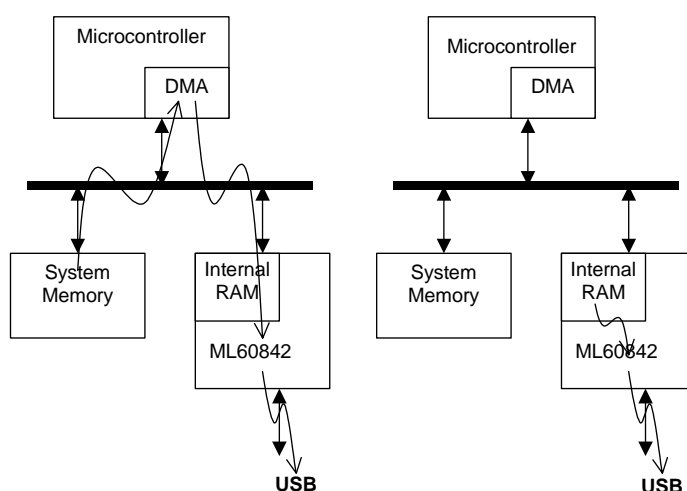 Microcontroller
DMA
System
Memory
Internal
RAM
ML60842
USB
Microcontroller
DMA
System
Memory
Internal
RAM
ML60842
USB